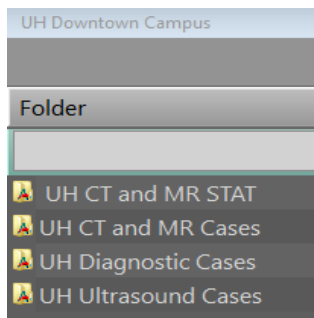 UH Downtown Campus
Folder
UH CT and MR STAT
UH CT and MR Cases
UH Diagnostic Cases
UH Ultrasound Cases